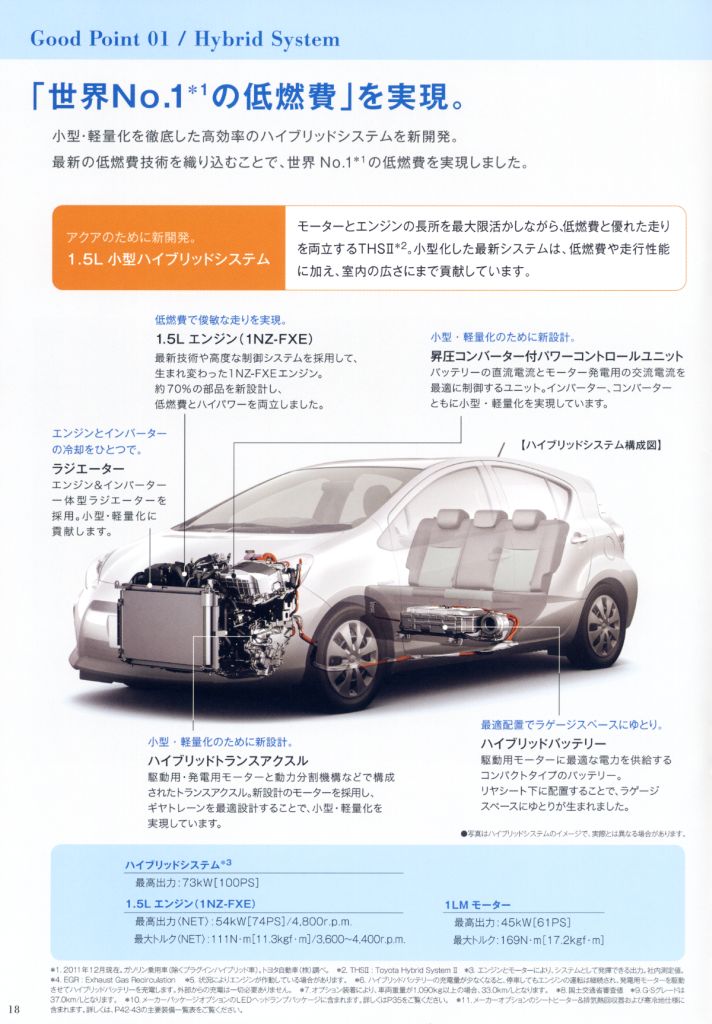 Good Point 01 / Hybrid System
「世界No.1*1の低燃費」を実現。
小型・軽量化を徹底した高効率のハイブリッドシステムを新開発。
最新の低燃費技術を織り込むことで、世界 No.1*1の低燃費を実現しました。
アクアのために新開発。
1.5L 小型ハイブリッドシステム
モーターとエンジンの長所を最大限活かしながら、低燃費と優れた走り
を両立するTHSⅡ*2。小型化した最新システムは、低燃費や走行性能
に加え、室内の広さにまで貢献しています。
低燃費で俊敏な走りを実現。
1.5L エンジン(1NZ-FXE)
最新技術や高度な制御システムを採用して、
生まれ変わった1NZ-FXEエンジン。
約70%の部品を新設計し、
低燃費とハイパワーを両立しました。
小型・軽量化のために新設計。
昇圧コンバーター付パワーコントロールユニット
バッテリーの直流電流とモーター発電用の交流電流を
最適に制御するユニット。インバーター、コンバーター
ともに小型・軽量化を実現しています。
エンジンとインバーター
の冷却をひとつで。
ラジエーター
エンジン&インバーター
一体型ラジエーターを
採用。小型・軽量化に
貢献します。
【ハイブリッドシステム構成図】
小型・軽量化のために新設計。
ハイブリッドトランスアクスル
駆動用・発電用モーターと動力分割機構などで構成
されたトランスアクスル。新設計のモーターを採用し、
ギヤトレーンを最適設計することで、小型・軽量化を
実現しています。
最適配置でラゲージスペースにゆとり。
ハイブリッドバッテリー
駆動用モーターに最適な電力を供給する
コンパクトタイプのバッテリー。
リヤシート下に配置することで、ラゲージ
スペースにゆとりが生まれました。
●写真はハイブリッドシステムのイメージで、実際とは異なる場合があります。
ハイブリッドシステム*3
最高出力:73kW[100PS]
1.5L エンジン(1NZ-FXE)
最高出力〈NET〉:54kW[74PS]/4,800r.p.m.
最大トルク〈NET〉:111N・m[11.3kgf・m]/3,600〜4,400r.p.m.
1LM モーター
最高出力:45kW[61PS]
最大トルク:169N・m[17.2kgf・m]
*1. 2011年12月現在。ガソリン乗用車(除くプラグインハイブリッド車)。トヨタ自動車(株)調べ。 *2. THSⅡ: Toyota Hybrid System Ⅱ *3. エンジンとモーターにより、システムとして発揮できる出力。社内測定値。
*4. EGR : Exhaust Gas Recirculation *5. 状況によりエンジンが作動している場合があります。 *6. ハイブリッドバッテリーの充電量が少なくなると、停車してもエンジンの運転は継続され、発電用モーターを駆動
させてハイブリッドバッテリーを充電します。外部からの充電は一切必要ありません。 *7. オプション装着により、車両重量が1,090kg以上の場合、33.0km/Lとなります。 *8. 国土交通省審査値 *9. G・Sグレードは
37.0km/Lとなります。 *10. メーカーパッケージオプションのLEDヘッドランプパッケージに含まれます。詳しくはP35をご覧ください。 *11. メーカーオプションのシートヒーター&排気熱回収器および寒冷地仕様に
含まれます。詳しくは、P42-43の主要装備一覧表をご覧ください。
18